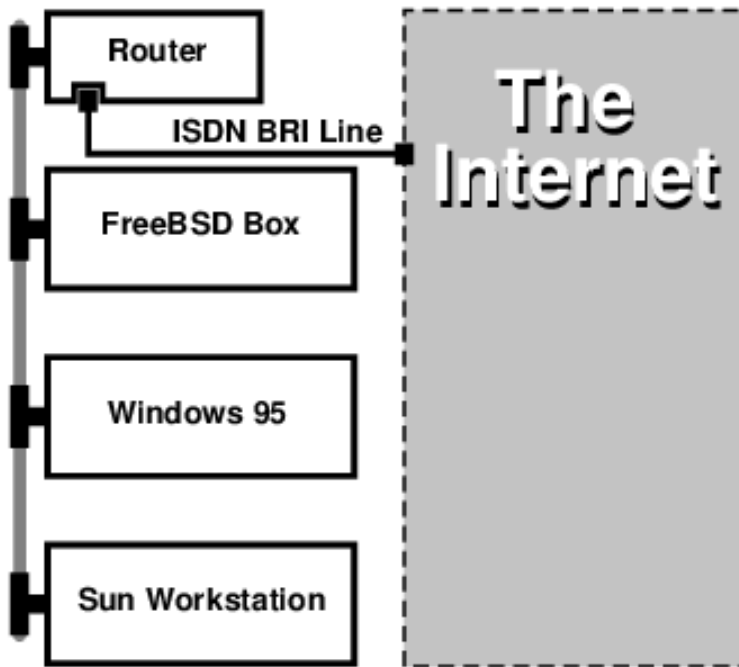 Router
ISDN BRI Line
The
Internet
FreeBSD Box
Windows 95
Sun Workstation